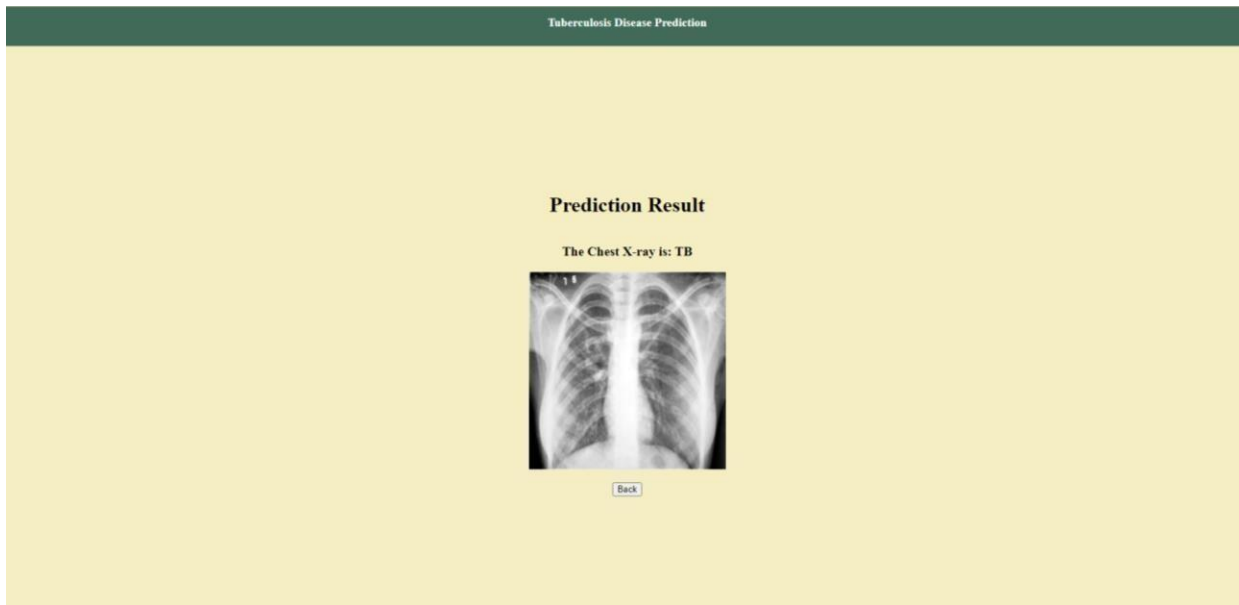 Tuberculosis Disease Prediction
Prediction Result
The Chest X-ray is: TB
Back